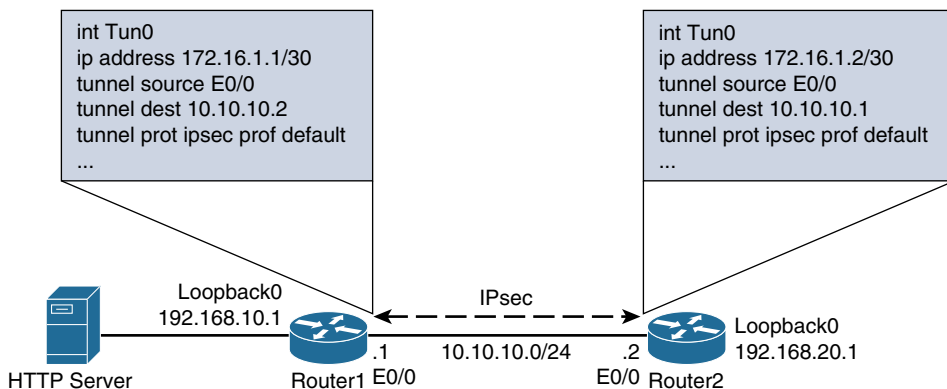 int Tun0
ip address 172.16.1.1/30
tunnel source E0/0
tunnel dest 10.10.10.2
tunnel prot ipsec prof default
...
int Tun0
ip address 172.16.1.2/30
tunnel source E0/0
tunnel dest 10.10.10.1
tunnel prot ipsec prof default
...
Loopback0
192.168.10.1
IPsec
Loopback0
192.168.20.1
.1
10.10.10.0/24
.2
E0/0
E0/0
HTTP Server
Router1
Router2